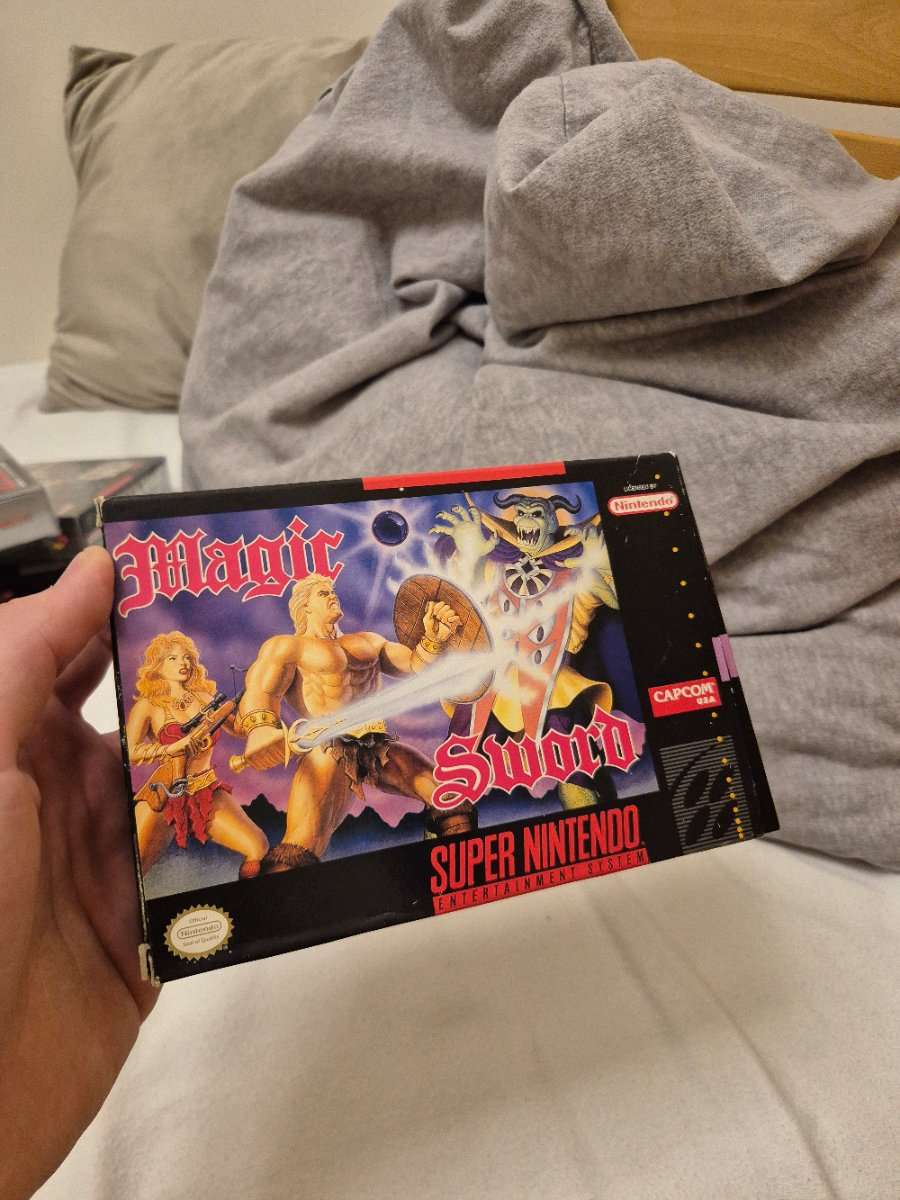 LICENSED BY
Nintendo
Magic
Sword
CAPCOM
USA
SUPER NINTENDO
ENTERTAINMENT SYSTEM
Official
Nintendo
Seal of Quality